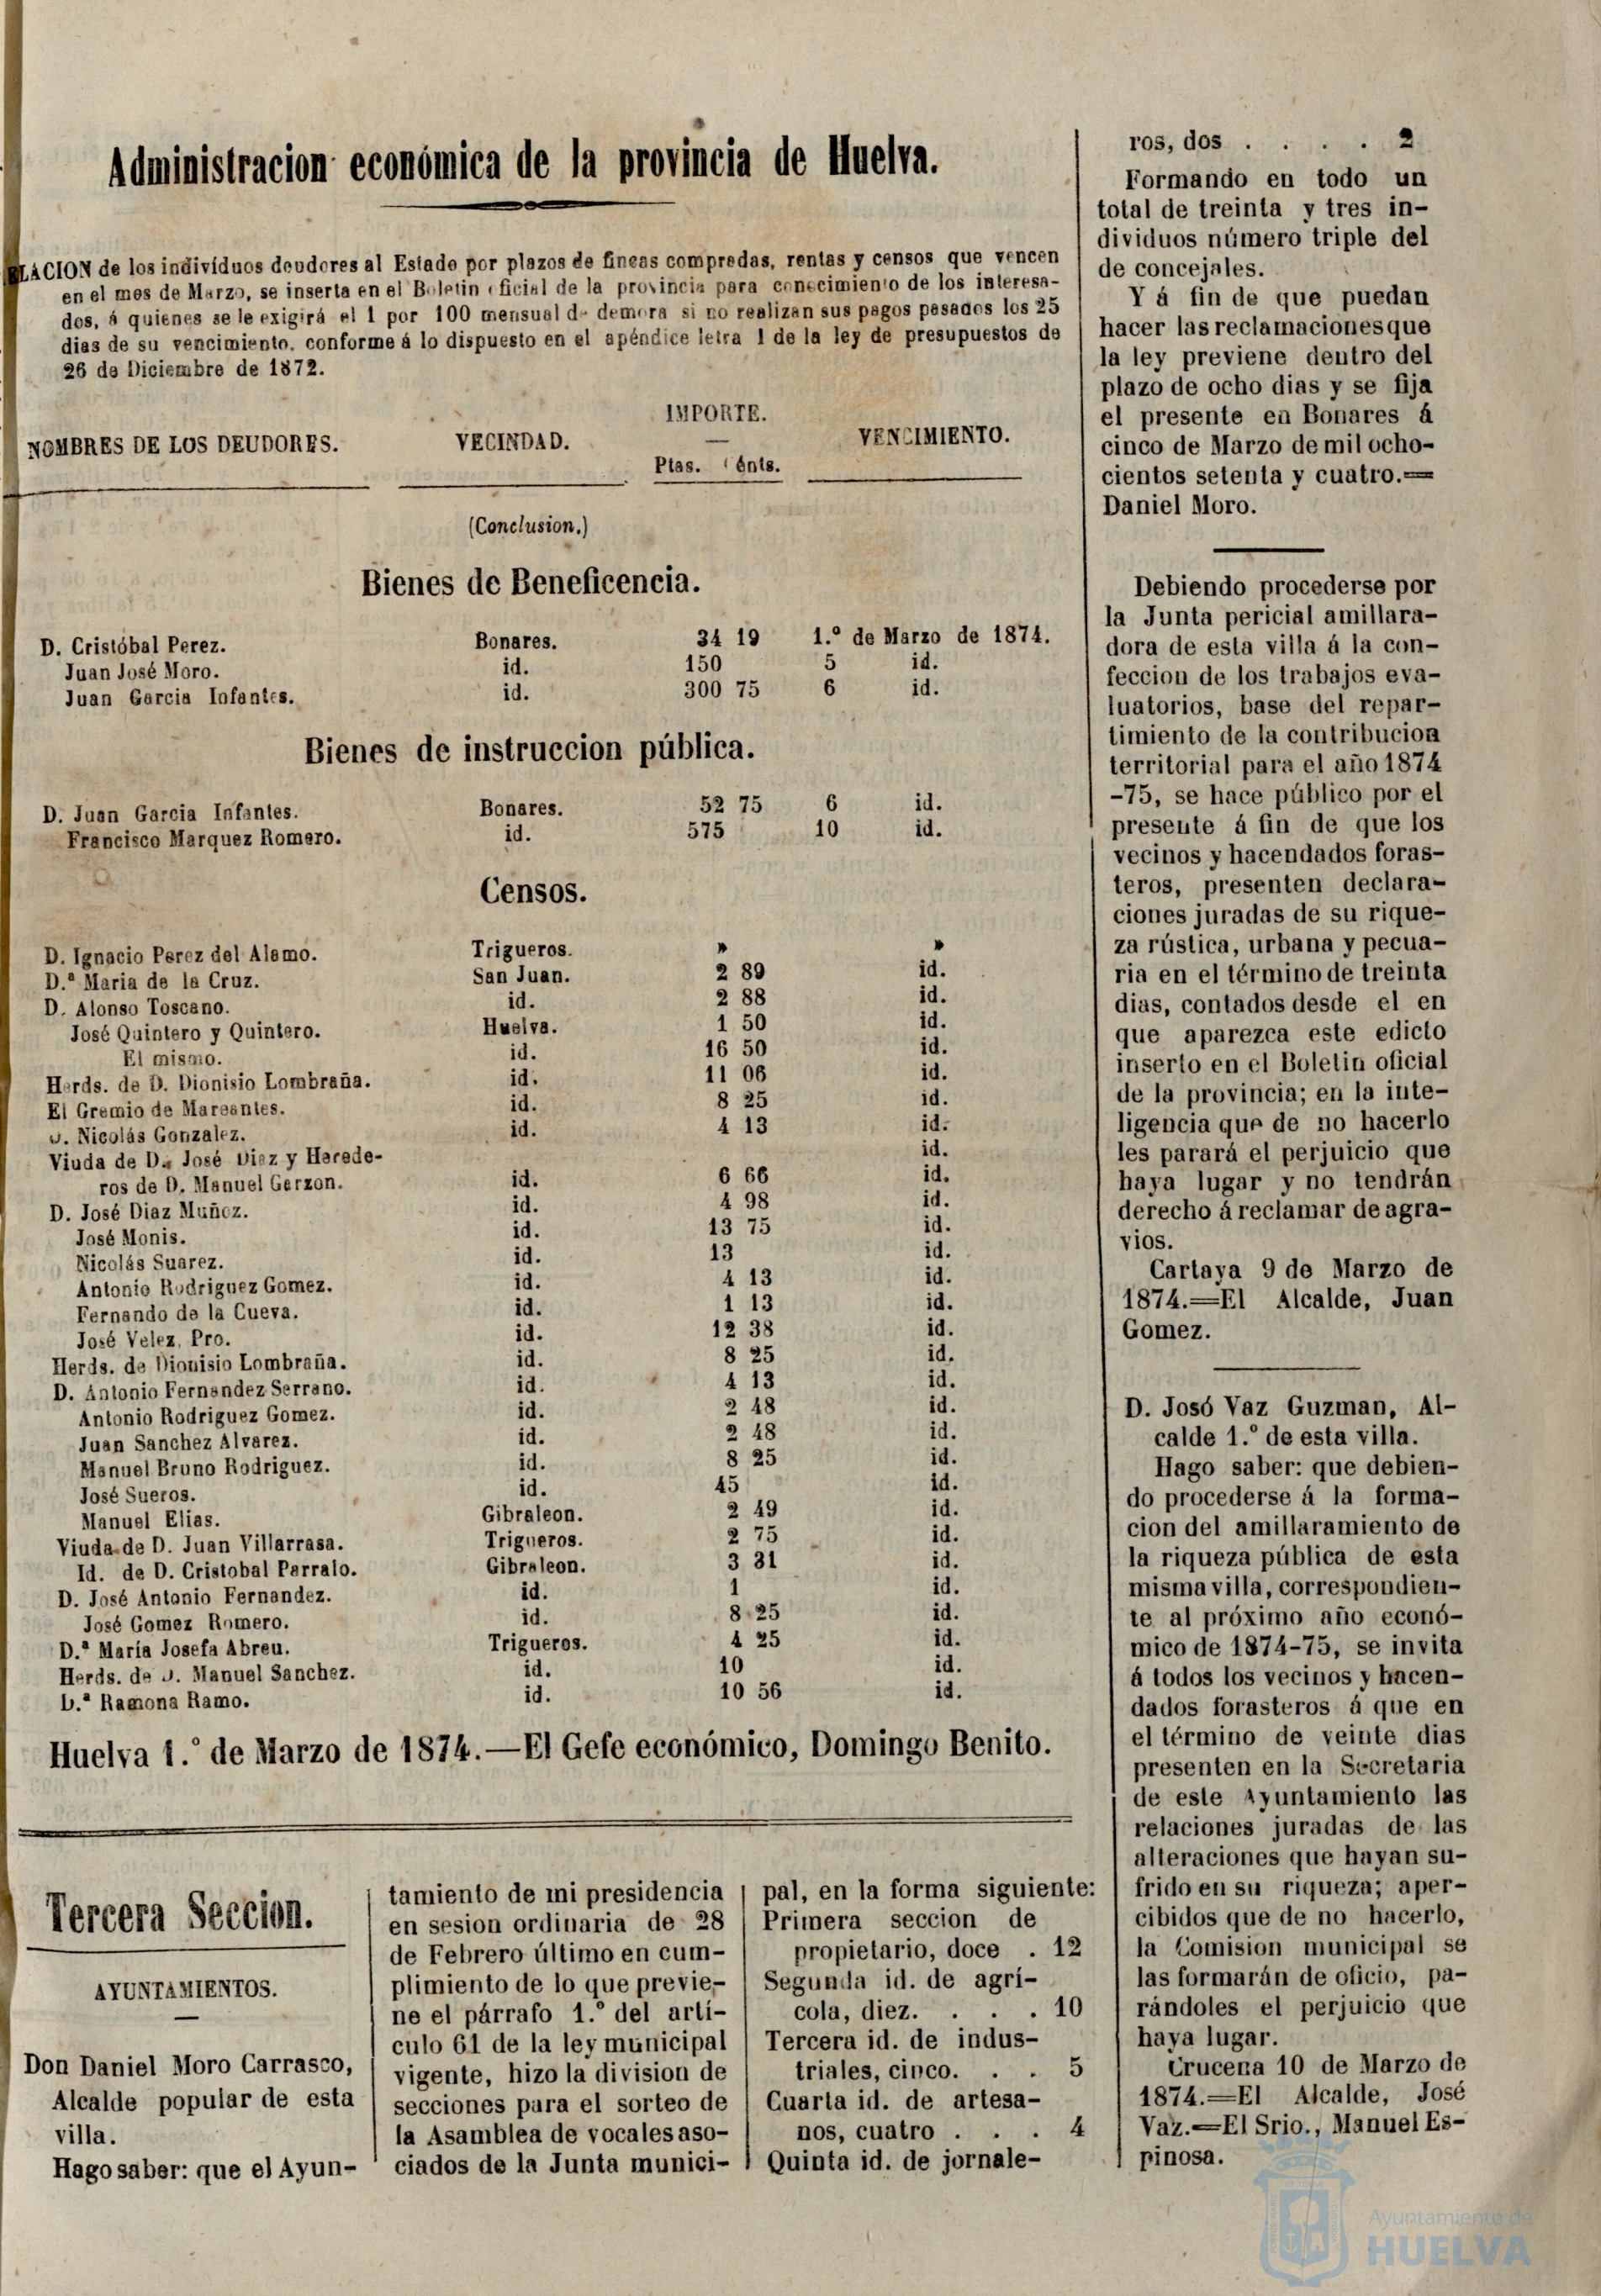 Administracion económica de la provincia de Huelva.
LACION de los individuos deudores al Estado por plazos de fincas compradas, rentas y censos que vencen
en el mes de Marzo, se inserta en el Boletin oficial de la provincia para conocimiento de los interesa-
dos, á quienes se le exigirá el 1 por 100 mensual de demora si no realizan sus pagos pasados los 25
dias de su vencimiento, conforme á lo dispuesto en el apéndice letra 1 de la ley de presupuestos de
26 de Diciembre de 1872.
NOMBRES DE LOS DEUDORES. VECINDAD. IMPORTE. VENCIMIENTO.
Ptas. Cénts.
(Conclusion.)
Bienes de Beneficencia.
D. Cristóbal Perez. Bonares. 34 19 1.º de Marzo de 1874.
Juan José Moro. id. 150 5 id.
Juan Garcia Infantes. id. 300 75 6 id.
Bienes de instruccion pública.
D. Juan Garcia Infantes. Bonares. 52 75 6 id.
Francisco Marquez Romero. id. 575 10 id.
Censos.
D. Ignacio Perez del Alamo. Trigueros. » »
D.ª Maria de la Cruz. San Juan. 2 89 id.
D. Alonso Toscano. id. 2 88 id.
José Quintero y Quintero. Huelva. 1 50 id.
El mismo. id. 16 50 id.
Herds. de D. Dionisio Lombraña. id. 11 06 id.
El Gremio de Mareantes. id. 8 25 id.
D. Nicolás Gonzalez. id. 4 13 id.
Viuda de D. José Diaz y Herede- id.
ros de D. Manuel Garzon. id. 6 66 id.
D. José Diaz Muñoz. id. 4 98 id.
José Monis. id. 13 75 id.
Nicolás Suarez. id. 13 id.
Antonio Rodriguez Gomez. id. 4 13 id.
Fernando de la Cueva. id. 1 13 id.
José Velez, Pro. id. 12 38 id.
Herds. de Dionisio Lombraña. id. 8 25 id.
D. Antonio Fernandez Serrano. id. 4 13 id.
Antonio Rodriguez Gomez. id. 2 48 id.
Juan Sanchez Alvarez. id. 2 48 id.
Manuel Bruno Rodriguez. id. 8 25 id.
José Sueros. id. 45 id.
Manuel Elias. Gibraleon. 2 49 id.
Viuda de D. Juan Villarrasa. Trigueros. 2 75 id.
Id. de D. Cristobal Parralo. Gibraleon. 3 31 id.
D. José Antonio Fernandez. id. 1 id.
José Gomez Romero. id. 8 25 id.
D.ª María Josefa Abreu. Trigueros. 4 25 id.
Herds. de D. Manuel Sanchez. id. 10 id.
D.ª Ramona Ramo. id. 10 56 id.
Huelva 1.º de Marzo de 1874.—El Gefe económico, Domingo Benito.
Tercera Seccion.
AYUNTAMIENTOS.
Don Daniel Moro Carrasco,
Alcalde popular de esta
villa.
Hago saber: que el Ayun-
tamiento de mi presidencia
en sesion ordinaria de 28
de Febrero último en cum-
plimiento de lo que previe-
ne el párrafo 1.º del artí-
culo 61 de la ley municipal
vigente, hizo la division de
secciones para el sorteo de
la Asamblea de vocales aso-
ciados de la Junta munici-
pal, en la forma siguiente:
Primera seccion de
propietario, doce . 12
Segunda id. de agrí-
cola, diez. . . . 10
Tercera id. de indus-
triales, cinco. . . 5
Cuarta id. de artesa-
nos, cuatro . . . 4
Quinta id. de jornale-
ros, dos . . . . 2
Formando en todo un
total de treinta y tres in-
dividuos número triple del
de concejales.
Y á fin de que puedan
hacer las reclamaciones que
la ley previene dentro del
plazo de ocho dias y se fija
el presente en Bonares á
cinco de Marzo de mil ocho-
cientos setenta y cuatro.=
Daniel Moro.
Debiendo procederse por
la Junta pericial amillara-
dora de esta villa á la con-
feccion de los trabajos eva-
luatorios, base del repar-
timiento de la contribucion
territorial para el año 1874
-75, se hace público por el
presente á fin de que los
vecinos y hacendados foras-
teros, presenten declara-
ciones juradas de su rique-
za rústica, urbana y pecua-
ria en el término de treinta
dias, contados desde el en
que aparezca este edicto
inserto en el Boletin oficial
de la provincia; en la inte-
ligencia que de no hacerlo
les parará el perjuicio que
haya lugar y no tendrán
derecho á reclamar de agra-
vios.
Cartaya 9 de Marzo de
1874.=El Alcalde, Juan
Gomez.
D. Josó Vaz Guzman, Al-
calde 1.º de esta villa.
Hago saber: que debien-
do procederse á la forma-
cion del amillaramiento de
la riqueza pública de esta
misma villa, correspondien-
te al próximo año econó-
mico de 1874-75, se invita
á todos los vecinos y hacen-
dados forasteros á que en
el término de veinte dias
presenten en la Secretaria
de este Ayuntamiento las
relaciones juradas de las
alteraciones que hayan su-
frido en su riqueza; aper-
cibidos que de no hacerlo,
la Comision municipal se
las formarán de oficio, pa-
rándoles el perjuicio que
haya lugar.
Crucena 10 de Marzo de
1874.=El Alcalde, José
Vaz.=El Srio., Manuel Es-
pinosa.
Ayuntamiento de
HUELVA